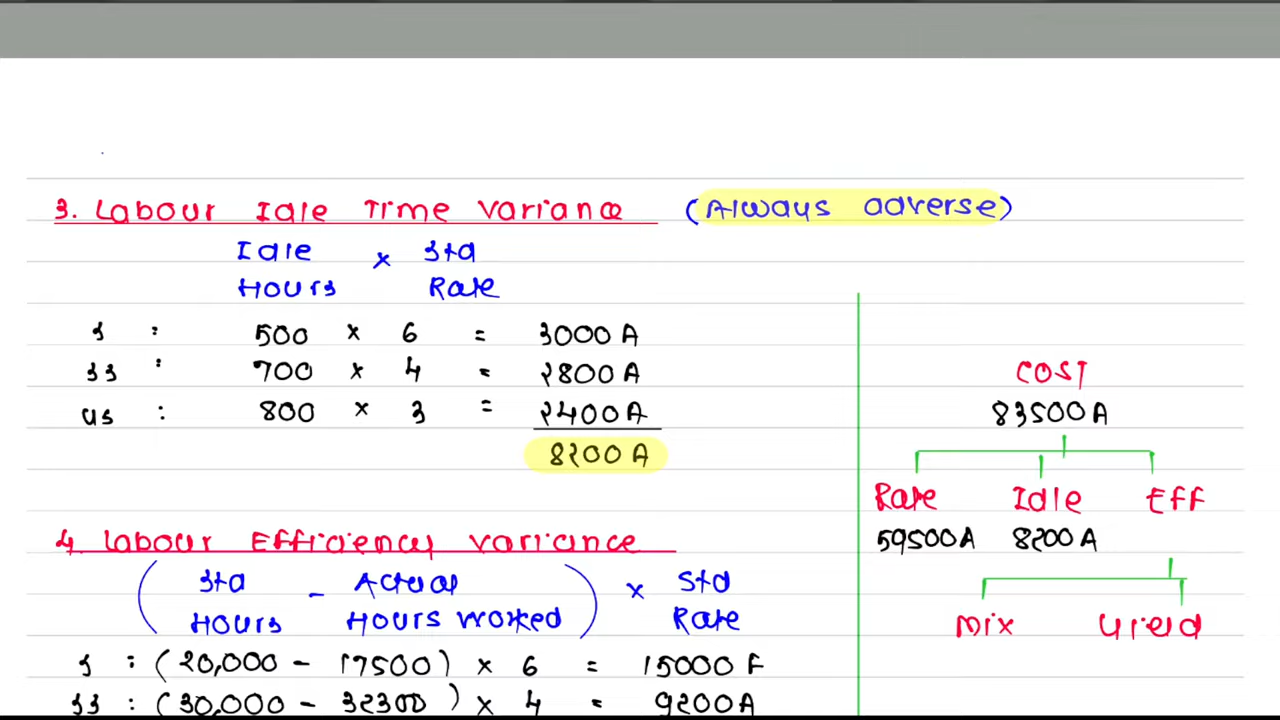 3. Labour Idle Time Variance (Always adverse)
Idle Hours × Std Rate
S : 500 × 6 = 3000 A
SS : 700 × 4 = 2800 A
US : 800 × 3 = 2400 A
8200 A
COST
83500 A
Rate Idle Eff
59500 A 8200 A
Mix Yield
4. Labour Efficiency Variance
(Std Hours - Actual Hours Worked) × Std Rate
S : (20,000 - 17500) × 6 = 15000 F
SS : (30,000 - 32300) × 4 = 9200 A